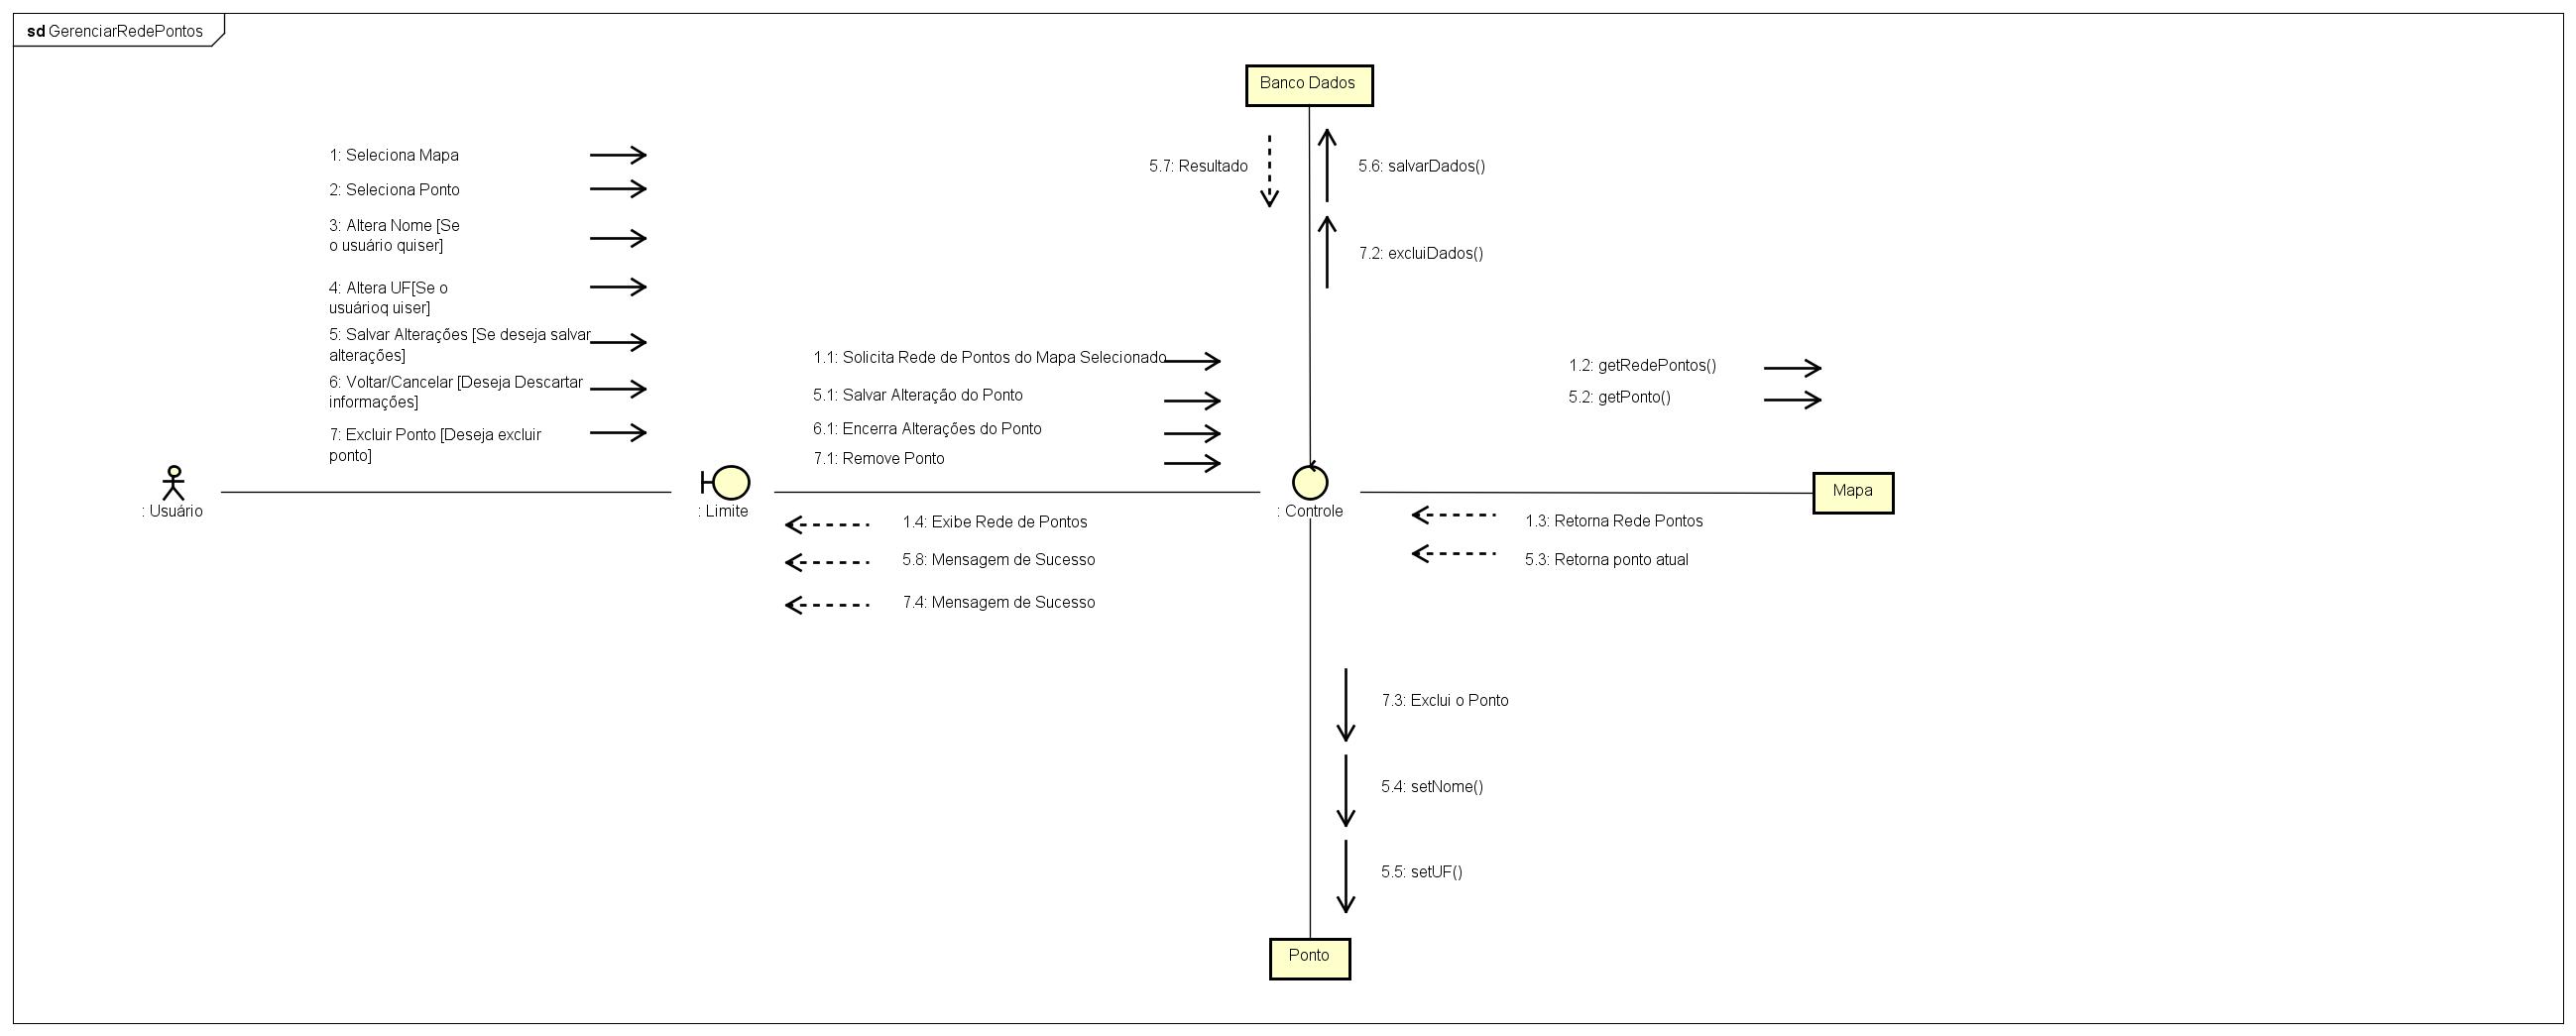 sd GerenciarRedePontos
Banco Dados
5.7: Resultado
5.6: salvarDados()
7.2: excluiDados()
1: Seleciona Mapa
2: Seleciona Ponto
3: Altera Nome [Se
o usuário quiser]
4: Altera UF[Se o
usuárioq uiser]
5: Salvar Alterações [Se deseja salvar
alterações]
6: Voltar/Cancelar [Deseja Descartar
informações]
7: Excluir Ponto [Deseja excluir
ponto]
1.1: Solicita Rede de Pontos do Mapa Selecionado
5.1: Salvar Alteração do Ponto
6.1: Encerra Alterações do Ponto
7.1: Remove Ponto
1.2: getRedePontos()
5.2: getPonto()
: Usuário
: Limite
: Controle
Mapa
1.4: Exibe Rede de Pontos
5.8: Mensagem de Sucesso
7.4: Mensagem de Sucesso
1.3: Retorna Rede Pontos
5.3: Retorna ponto atual
7.3: Exclui o Ponto
5.4: setNome()
5.5: setUF()
Ponto